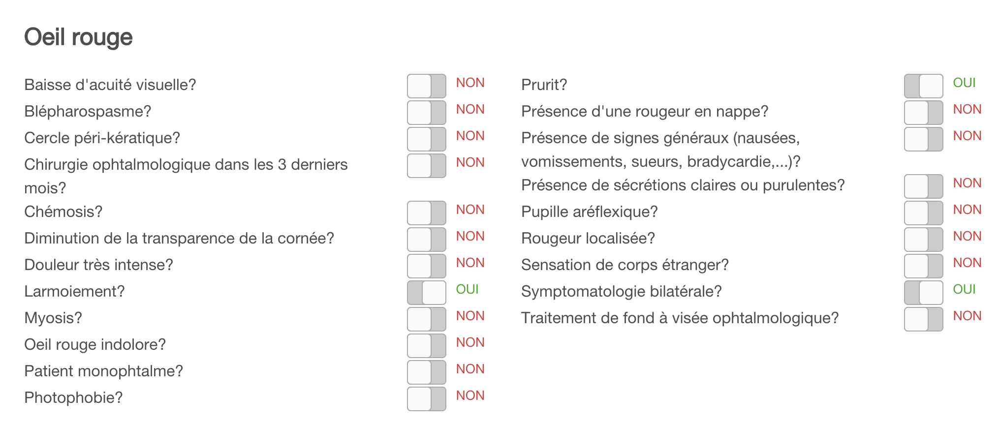 Oeil rouge
Baisse d'acuité visuelle? NON
Blépharospasme? NON
Cercle péri-kératique? NON
Chirurgie ophtalmologique dans les 3 derniers NON
mois?
Chémosis? NON
Diminution de la transparence de la cornée? NON
Douleur très intense? NON
Larmoiement? OUI
Myosis? NON
Oeil rouge indolore? NON
Patient monophtalme? NON
Photophobie? NON
Prurit? OUI
Présence d'une rougeur en nappe? NON
Présence de signes généraux (nausées, NON
vomissements, sueurs, bradycardie,...)?
Présence de sécrétions claires ou purulentes? NON
Pupille aréflexique? NON
Rougeur localisée? NON
Sensation de corps étranger? NON
Symptomatologie bilatérale? OUI
Traitement de fond à visée ophtalmologique? NON